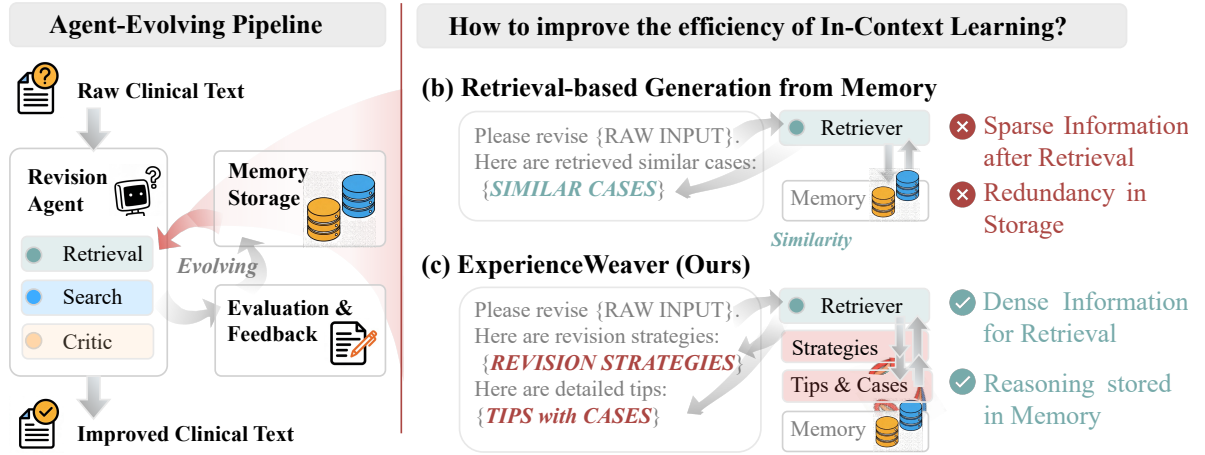 Agent-Evolving Pipeline
Raw Clinical Text
Revision
Agent
Retrieval
Search
Critic
Memory
Storage
Evolving
Evaluation &
Feedback
Improved Clinical Text
How to improve the efficiency of In-Context Learning?
(b) Retrieval-based Generation from Memory
Please revise {RAW INPUT}.
Here are retrieved similar cases:
{SIMILAR CASES}
Retriever
Memory
Similarity
Sparse Information
after Retrieval
Redundancy in
Storage
(c) ExperienceWeaver (Ours)
Please revise {RAW INPUT}.
Here are revision strategies:
{REVISION STRATEGIES}
Here are detailed tips:
{TIPS with CASES}
Retriever
Strategies
Tips & Cases
Memory
Dense Information
for Retrieval
Reasoning stored
in Memory